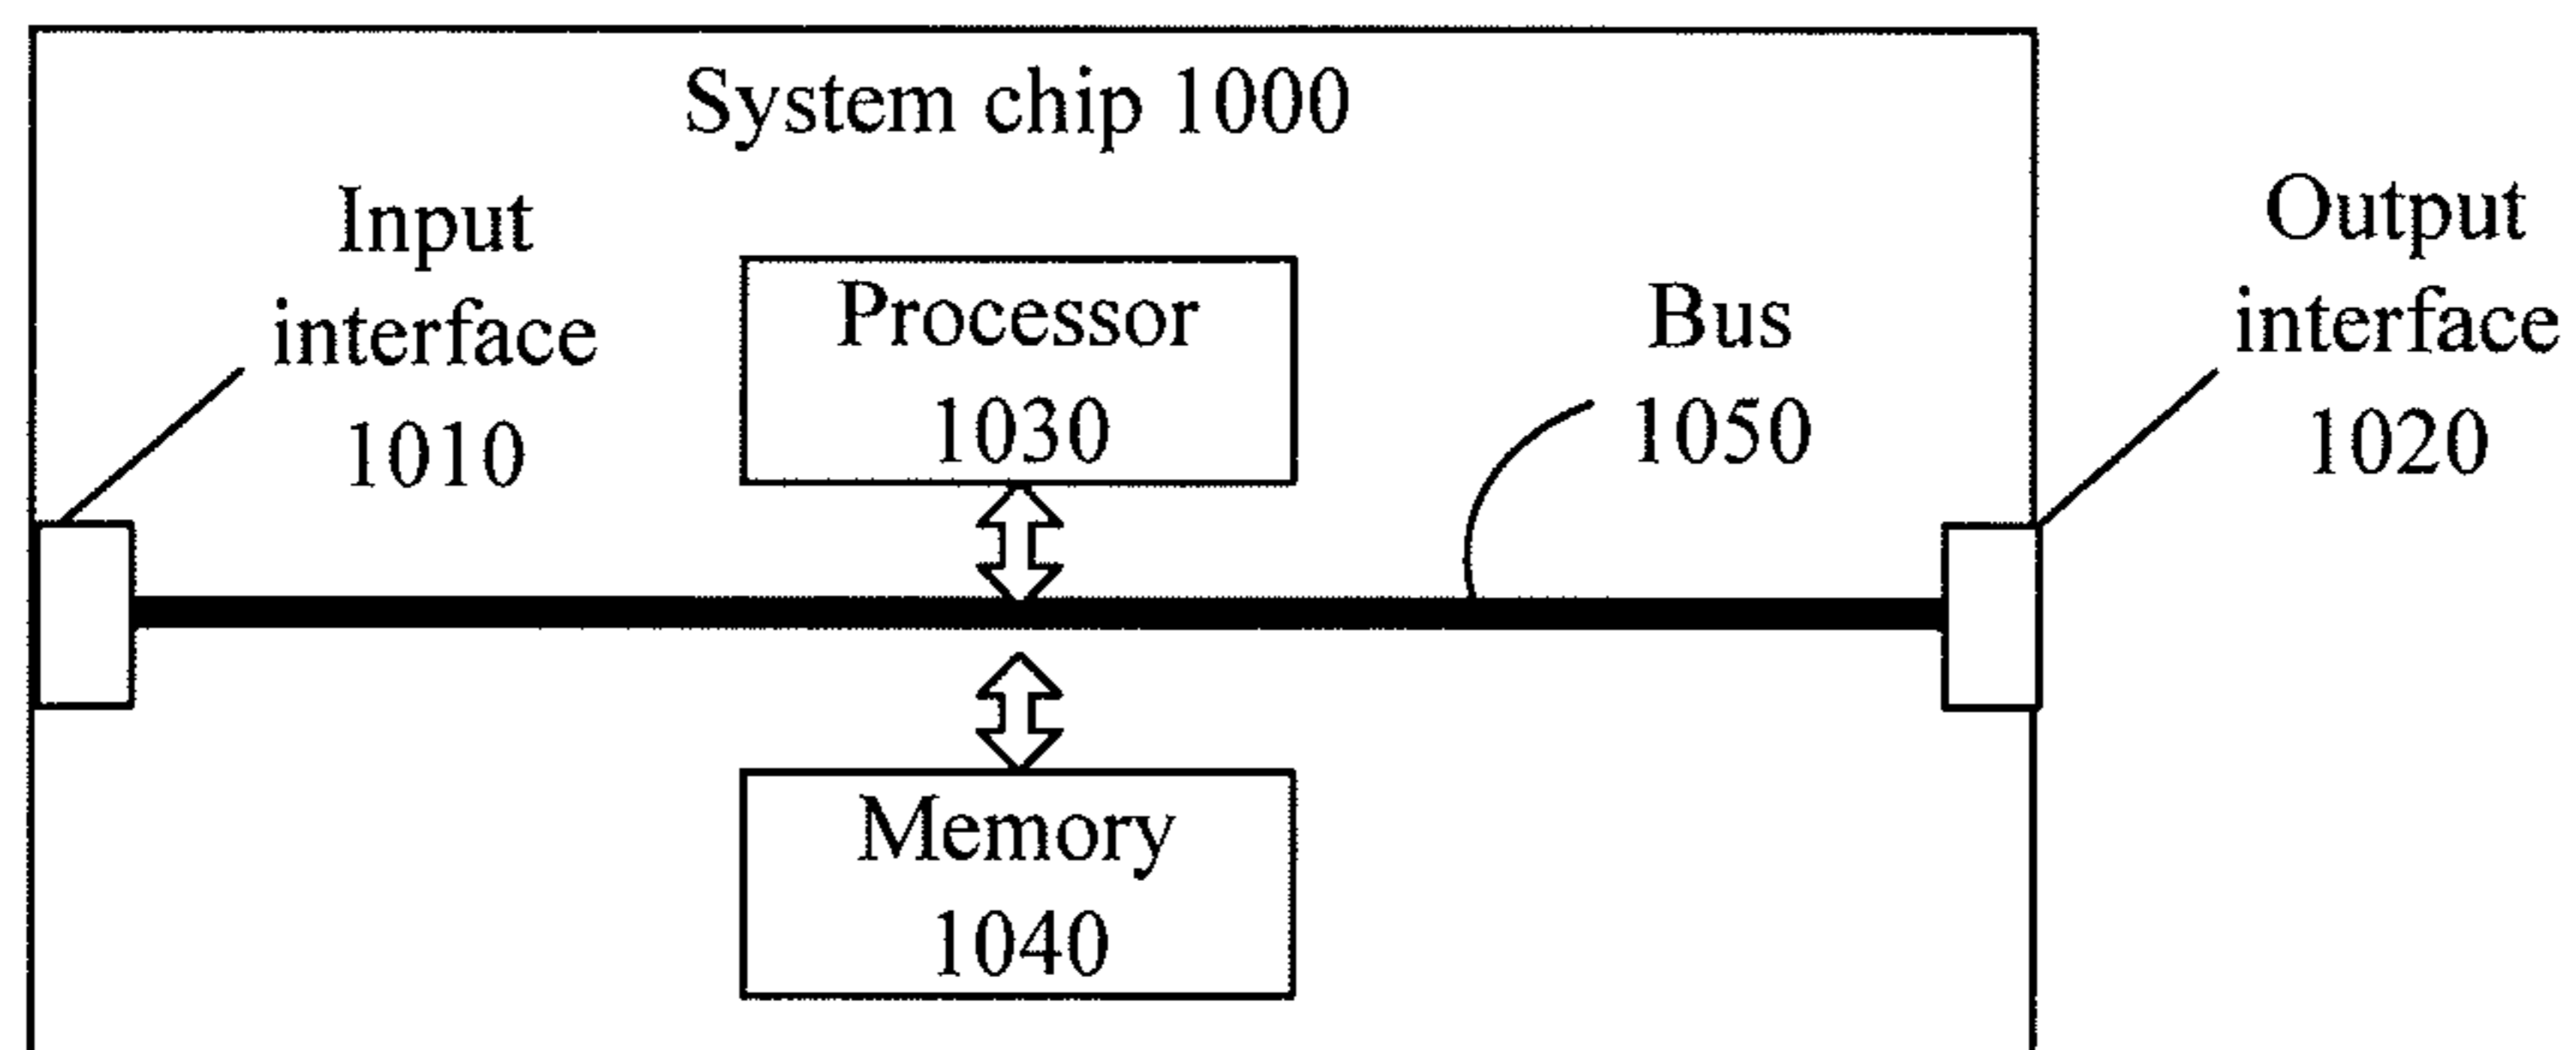 System chip 1000
Input
interface
1010
Processor
1030
Bus
1050
Output
interface
1020
Memory
1040